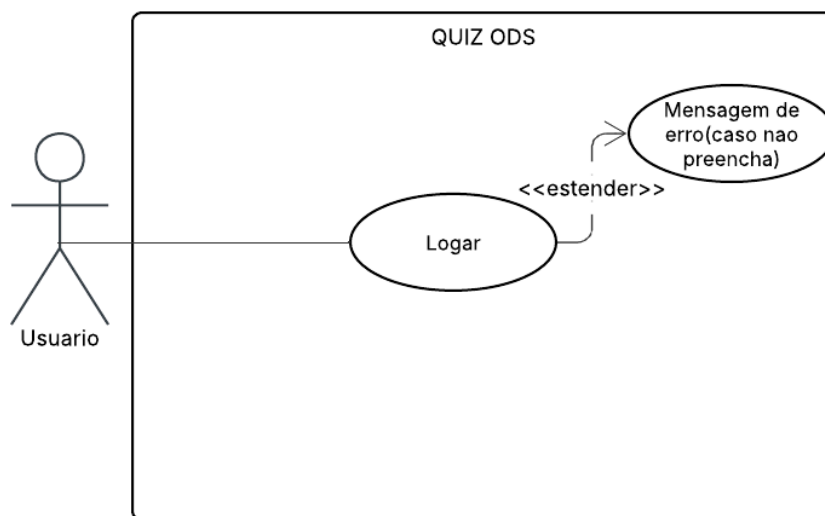 QUIZ ODS
Mensagem de
erro(caso nao
preencha)
<<estender>>
Logar
Usuario